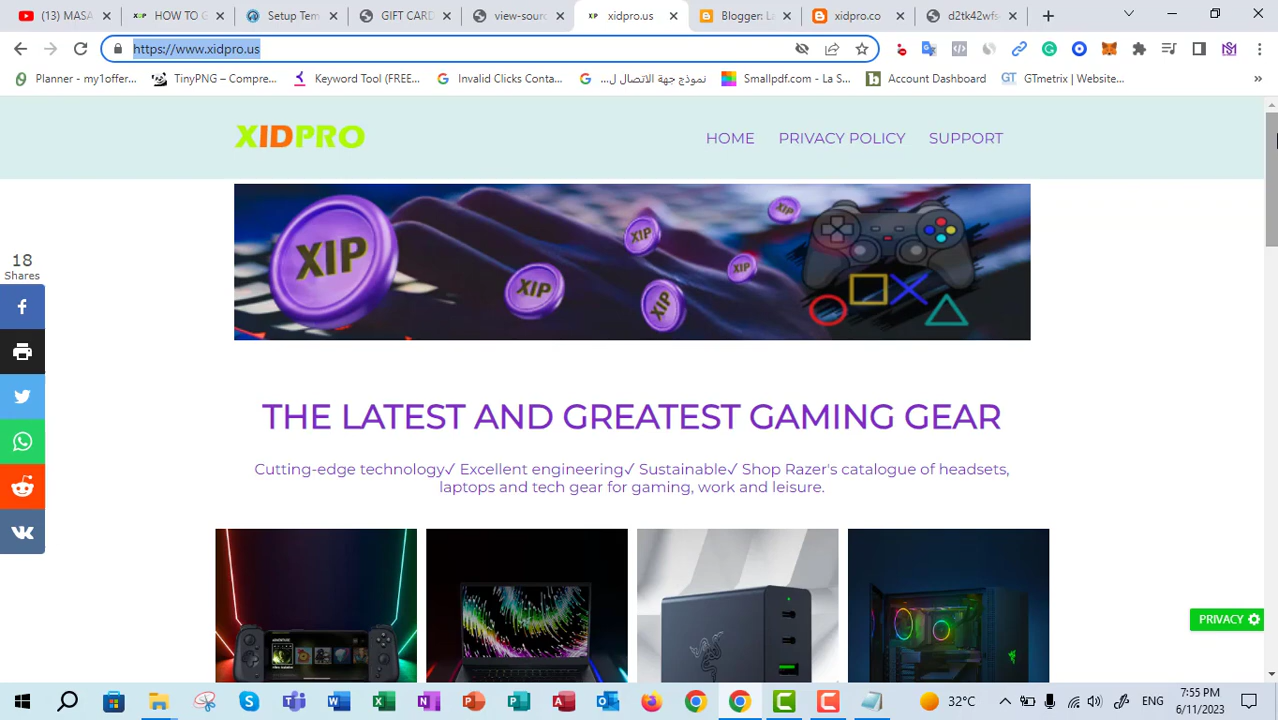 (13) MASA
HOW TO G
Setup Tem
GIFT CARD
view-sourc
xidpro.us
Blogger: La
xidpro.co
d2tk42wfs-
https://www.xidpro.us
Planner - my1offer...
TinyPNG – Compre...
Keyword Tool (FREE...
Invalid Clicks Conta...
نموذج جهة الاتصال ل...
Smallpdf.com - La S...
Account Dashboard
GTmetrix | Website...
XIDPRO
HOME
PRIVACY POLICY
SUPPORT
XIP
XIP
XIP
XIP
XIP
XIP
18
Shares
THE LATEST AND GREATEST GAMING GEAR
Cutting-edge technology✓ Excellent engineering✓ Sustainable✓ Shop Razer's catalogue of headsets,
laptops and tech gear for gaming, work and leisure.
PRIVACY
32°C
ENG
7:55 PM
6/11/2023